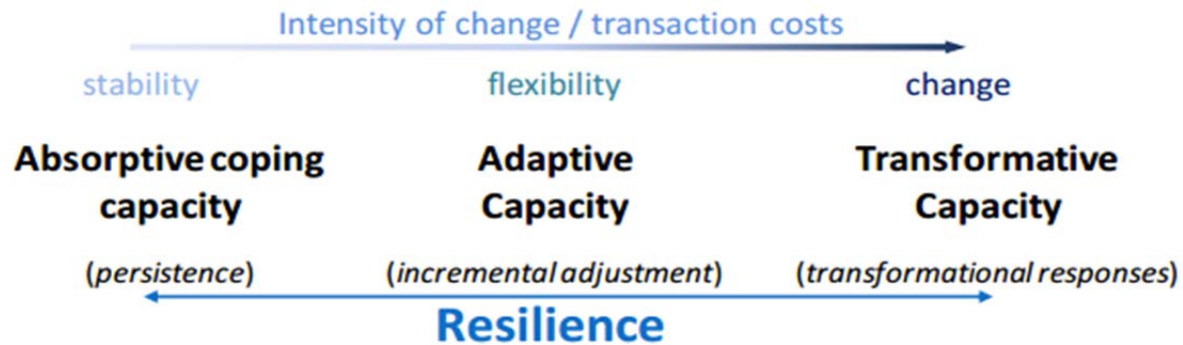 Intensity of change / transaction costs
stability flexibility change
Absorptive coping capacity
Adaptive Capacity
Transformative Capacity
(persistence) (incremental adjustment) (transformational responses)
Resilience